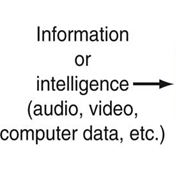 Information
or
intelligence
(audio, video,
computer data, etc.)